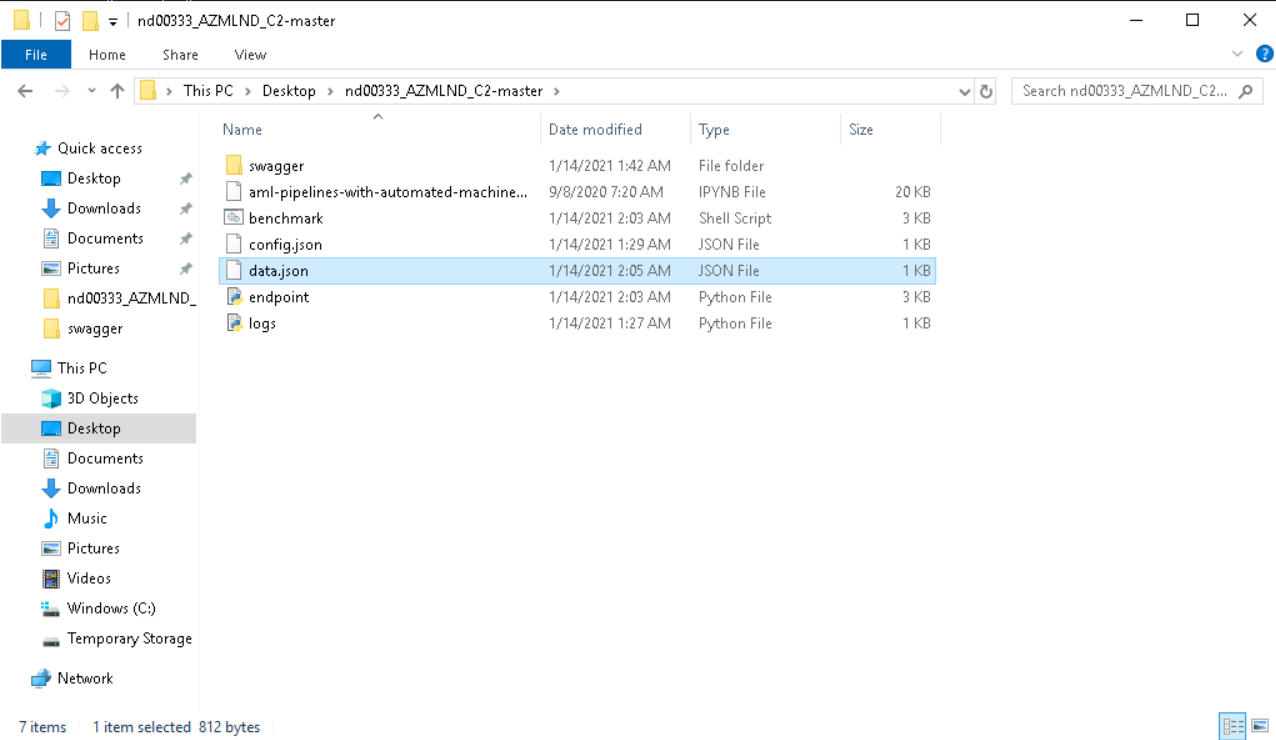 nd00333_AZMLND_C2-master
File Home Share View
This PC Desktop nd00333_AZMLND_C2-master Search nd00333_AZMLND_C2...
Name Date modified Type Size
Quick access
Desktop
Downloads
Documents
Pictures
nd00333_AZMLND_
swagger
This PC
3D Objects
Desktop
Documents
Downloads
Music
Pictures
Videos
Windows (C:)
Temporary Storage
Network
swagger 1/14/2021 1:42 AM File folder
aml-pipelines-with-automated-machine... 9/8/2020 7:20 AM IPYNB File 20 KB
benchmark 1/14/2021 2:03 AM Shell Script 3 KB
config.json 1/14/2021 1:29 AM JSON File 1 KB
data.json 1/14/2021 2:05 AM JSON File 1 KB
endpoint 1/14/2021 2:03 AM Python File 3 KB
logs 1/14/2021 1:27 AM Python File 1 KB
7 items 1 item selected 812 bytes